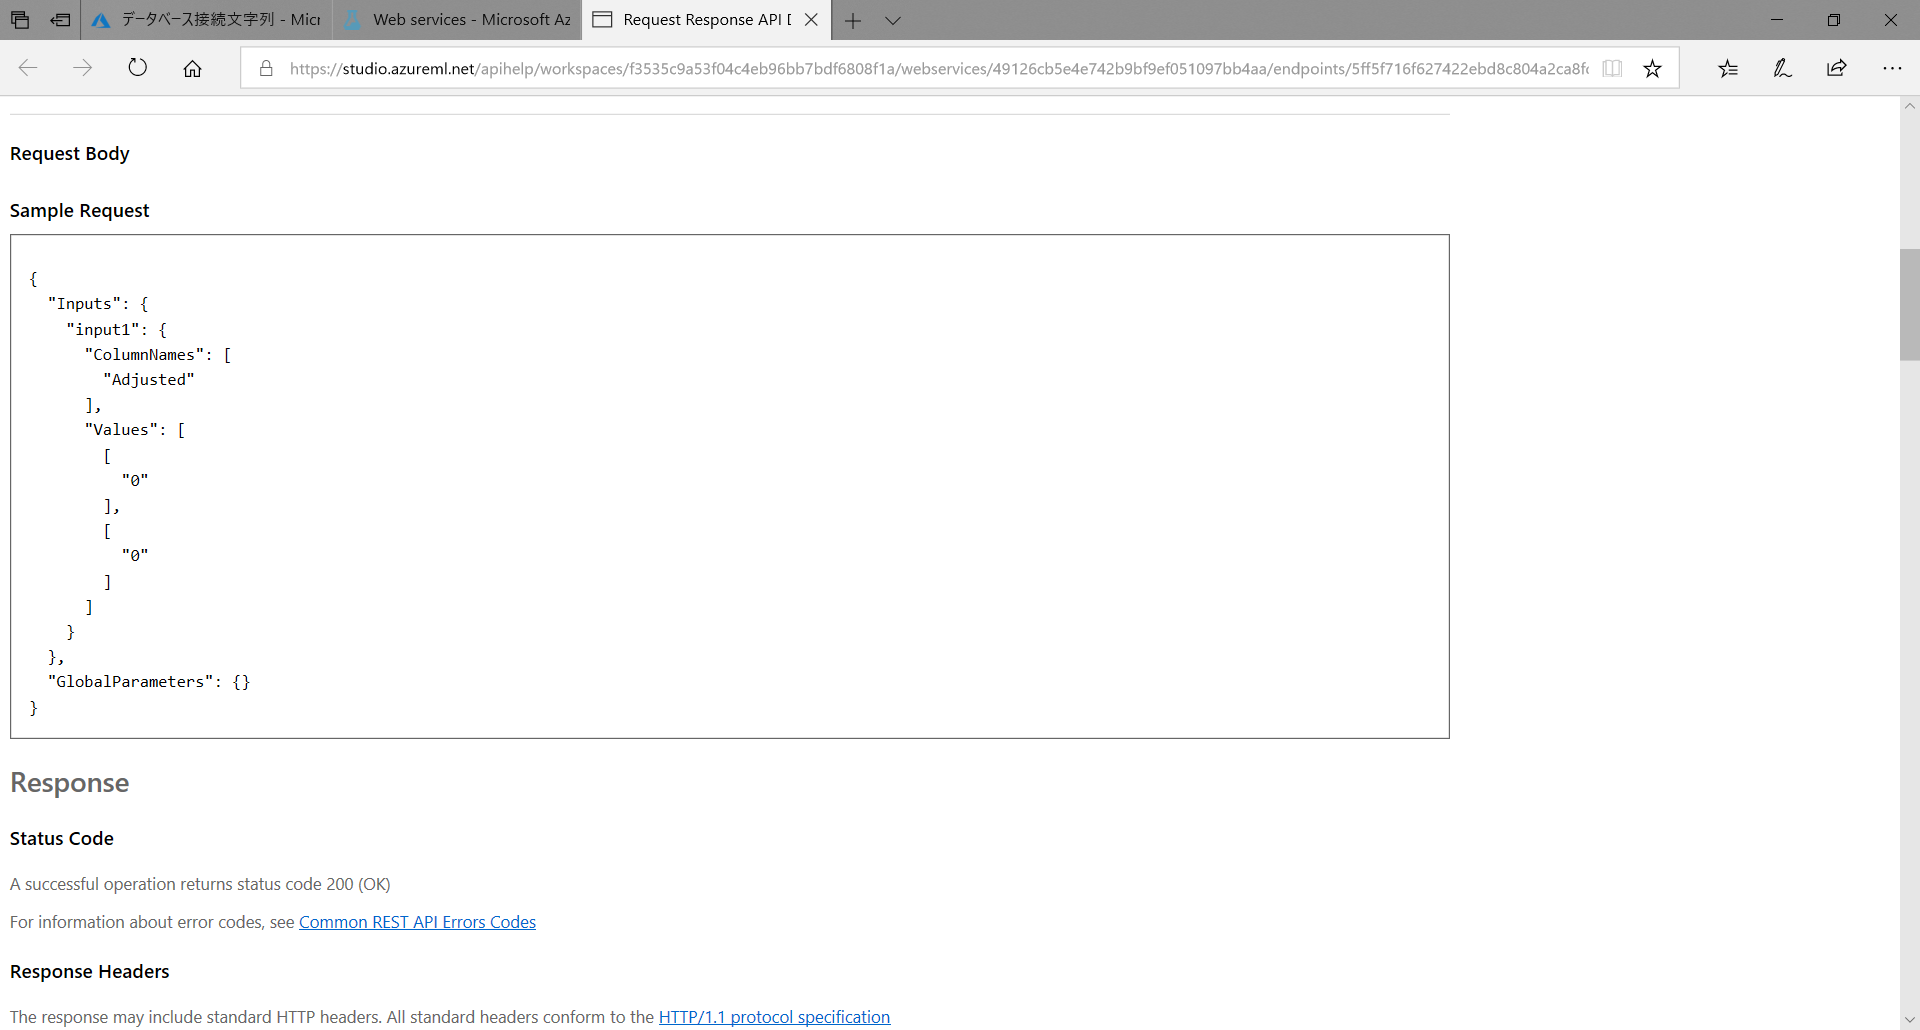 データベース接続文字列 - Micr
Web services - Microsoft Az
Request Response API D
https://studio.azureml.net/apihelp/workspaces/f3535c9a53f04c4eb96bb7bdf6808f1a/webservices/49126cb5e4e742b9bf9ef051097bb4aa/endpoints/5ff5f716f627422ebd8c804a2ca8fc
Request Body
Sample Request
{
"Inputs": {
"input1": {
"ColumnNames": [
"Adjusted"
],
"Values": [
[
"0"
],
[
"0"
]
]
}
},
"GlobalParameters": {}
}
Response
Status Code
A successful operation returns status code 200 (OK)
For information about error codes, see Common REST API Errors Codes
Response Headers
The response may include standard HTTP headers. All standard headers conform to the HTTP/1.1 protocol specification